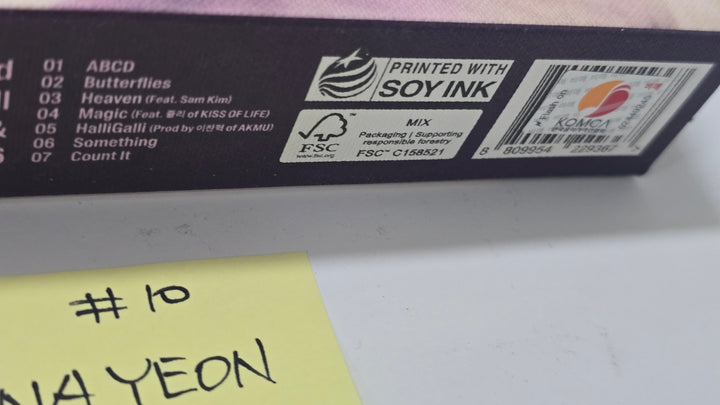 01 ABCD
02 Butterflies
03 Heaven (Feat. Sam Kim)
04 Magic (Feat. 쥴리 of KISS OF LIFE)
05 HalliGalli (Prod by 이찬혁 of AKMU)
06 Something
07 Count It
PRINTED WITH
SOY INK
FSC™
www.fsc.org
MIX
Packaging | Supporting
responsible forestry
FSC™ C158521
KOMCA
8 809954 229362
#10
NAYEON